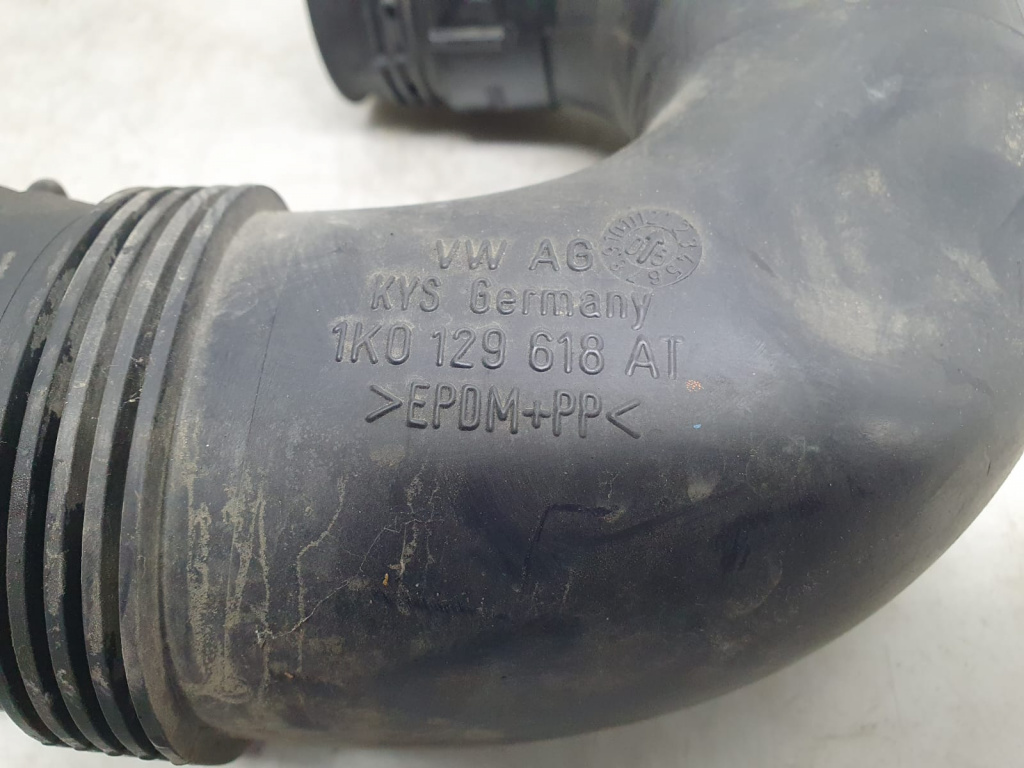 VW AG
KYS Germany
1K0 129 618 AT
>EPDM+PP<